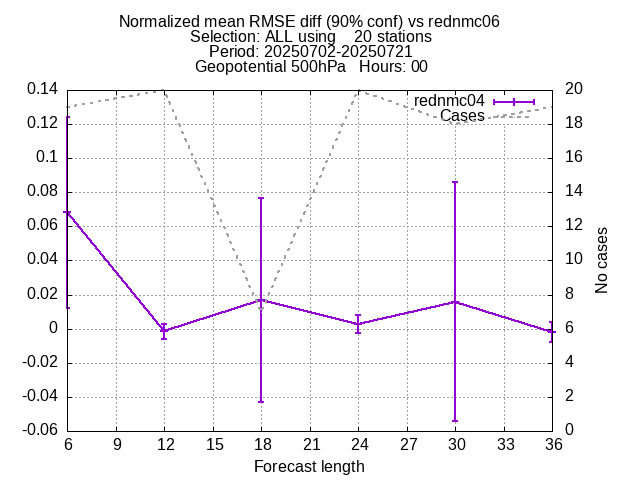 Normalized mean RMSE diff (90% conf) vs rednmc06
Selection: ALL using    20 stations
Period: 20250702-20250721
Geopotential 500hPa   Hours: 00
rednmc04
Cases
0.14
0.12
0.1
0.08
0.06
0.04
0.02
0
-0.02
-0.04
-0.06
20
18
16
14
12
10
8
6
4
2
0
No cases
6 9 12 15 18 21 24 27 30 33 36
Forecast length